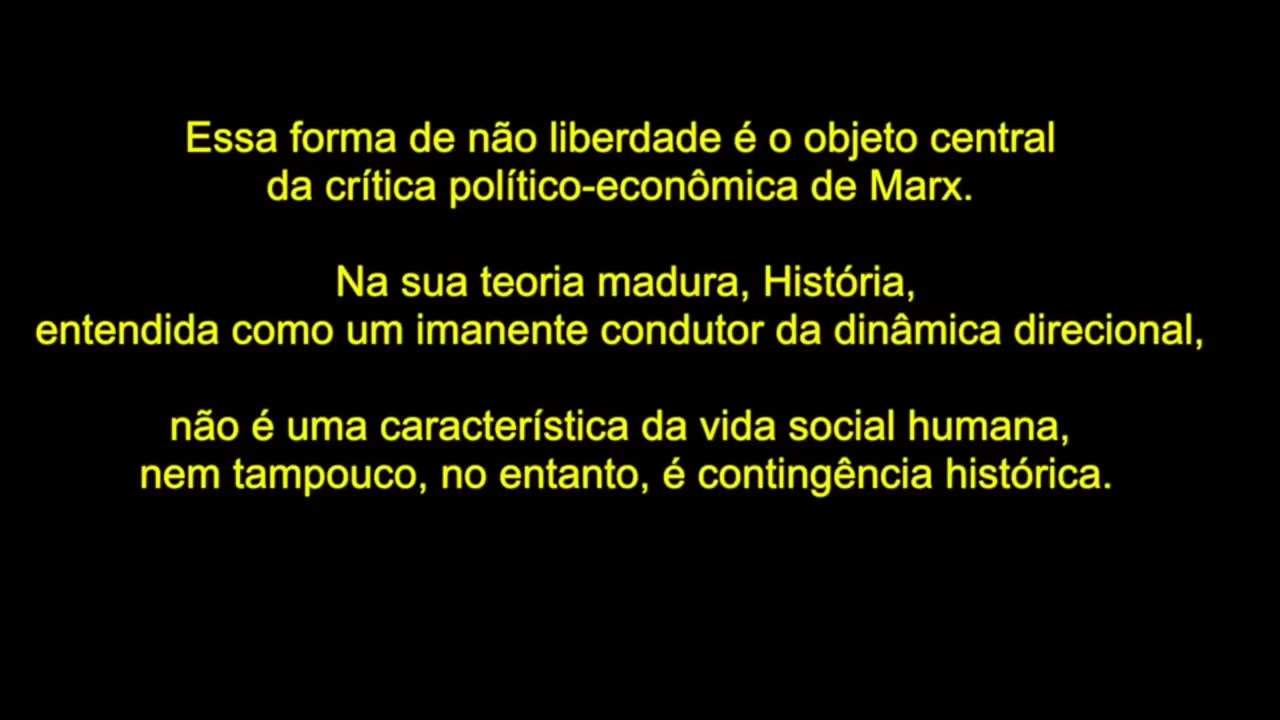 Essa forma de não liberdade é o objeto central
da crítica político-econômica de Marx.
Na sua teoria madura, História,
entendida como um imanente condutor da dinâmica direcional,
não é uma característica da vida social humana,
nem tampouco, no entanto, é contingência histórica.